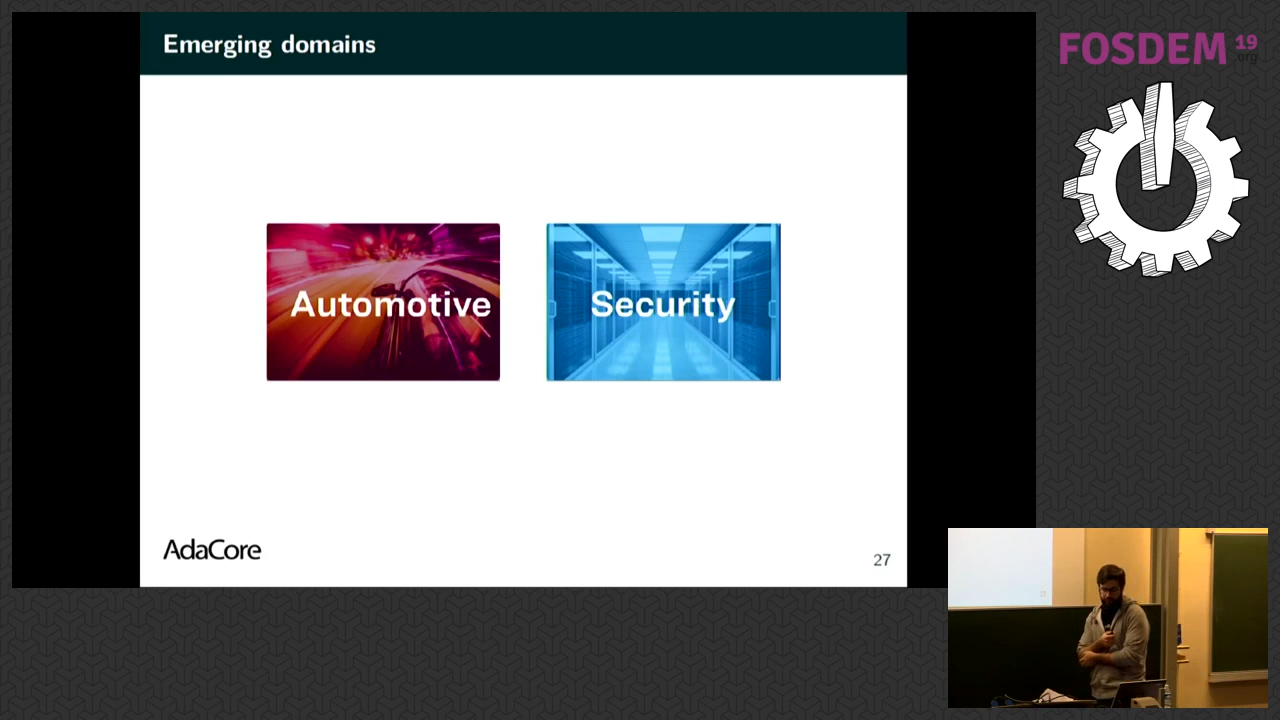 Emerging domains
Automotive
Security
AdaCore
27
FOSDEM 19
.org